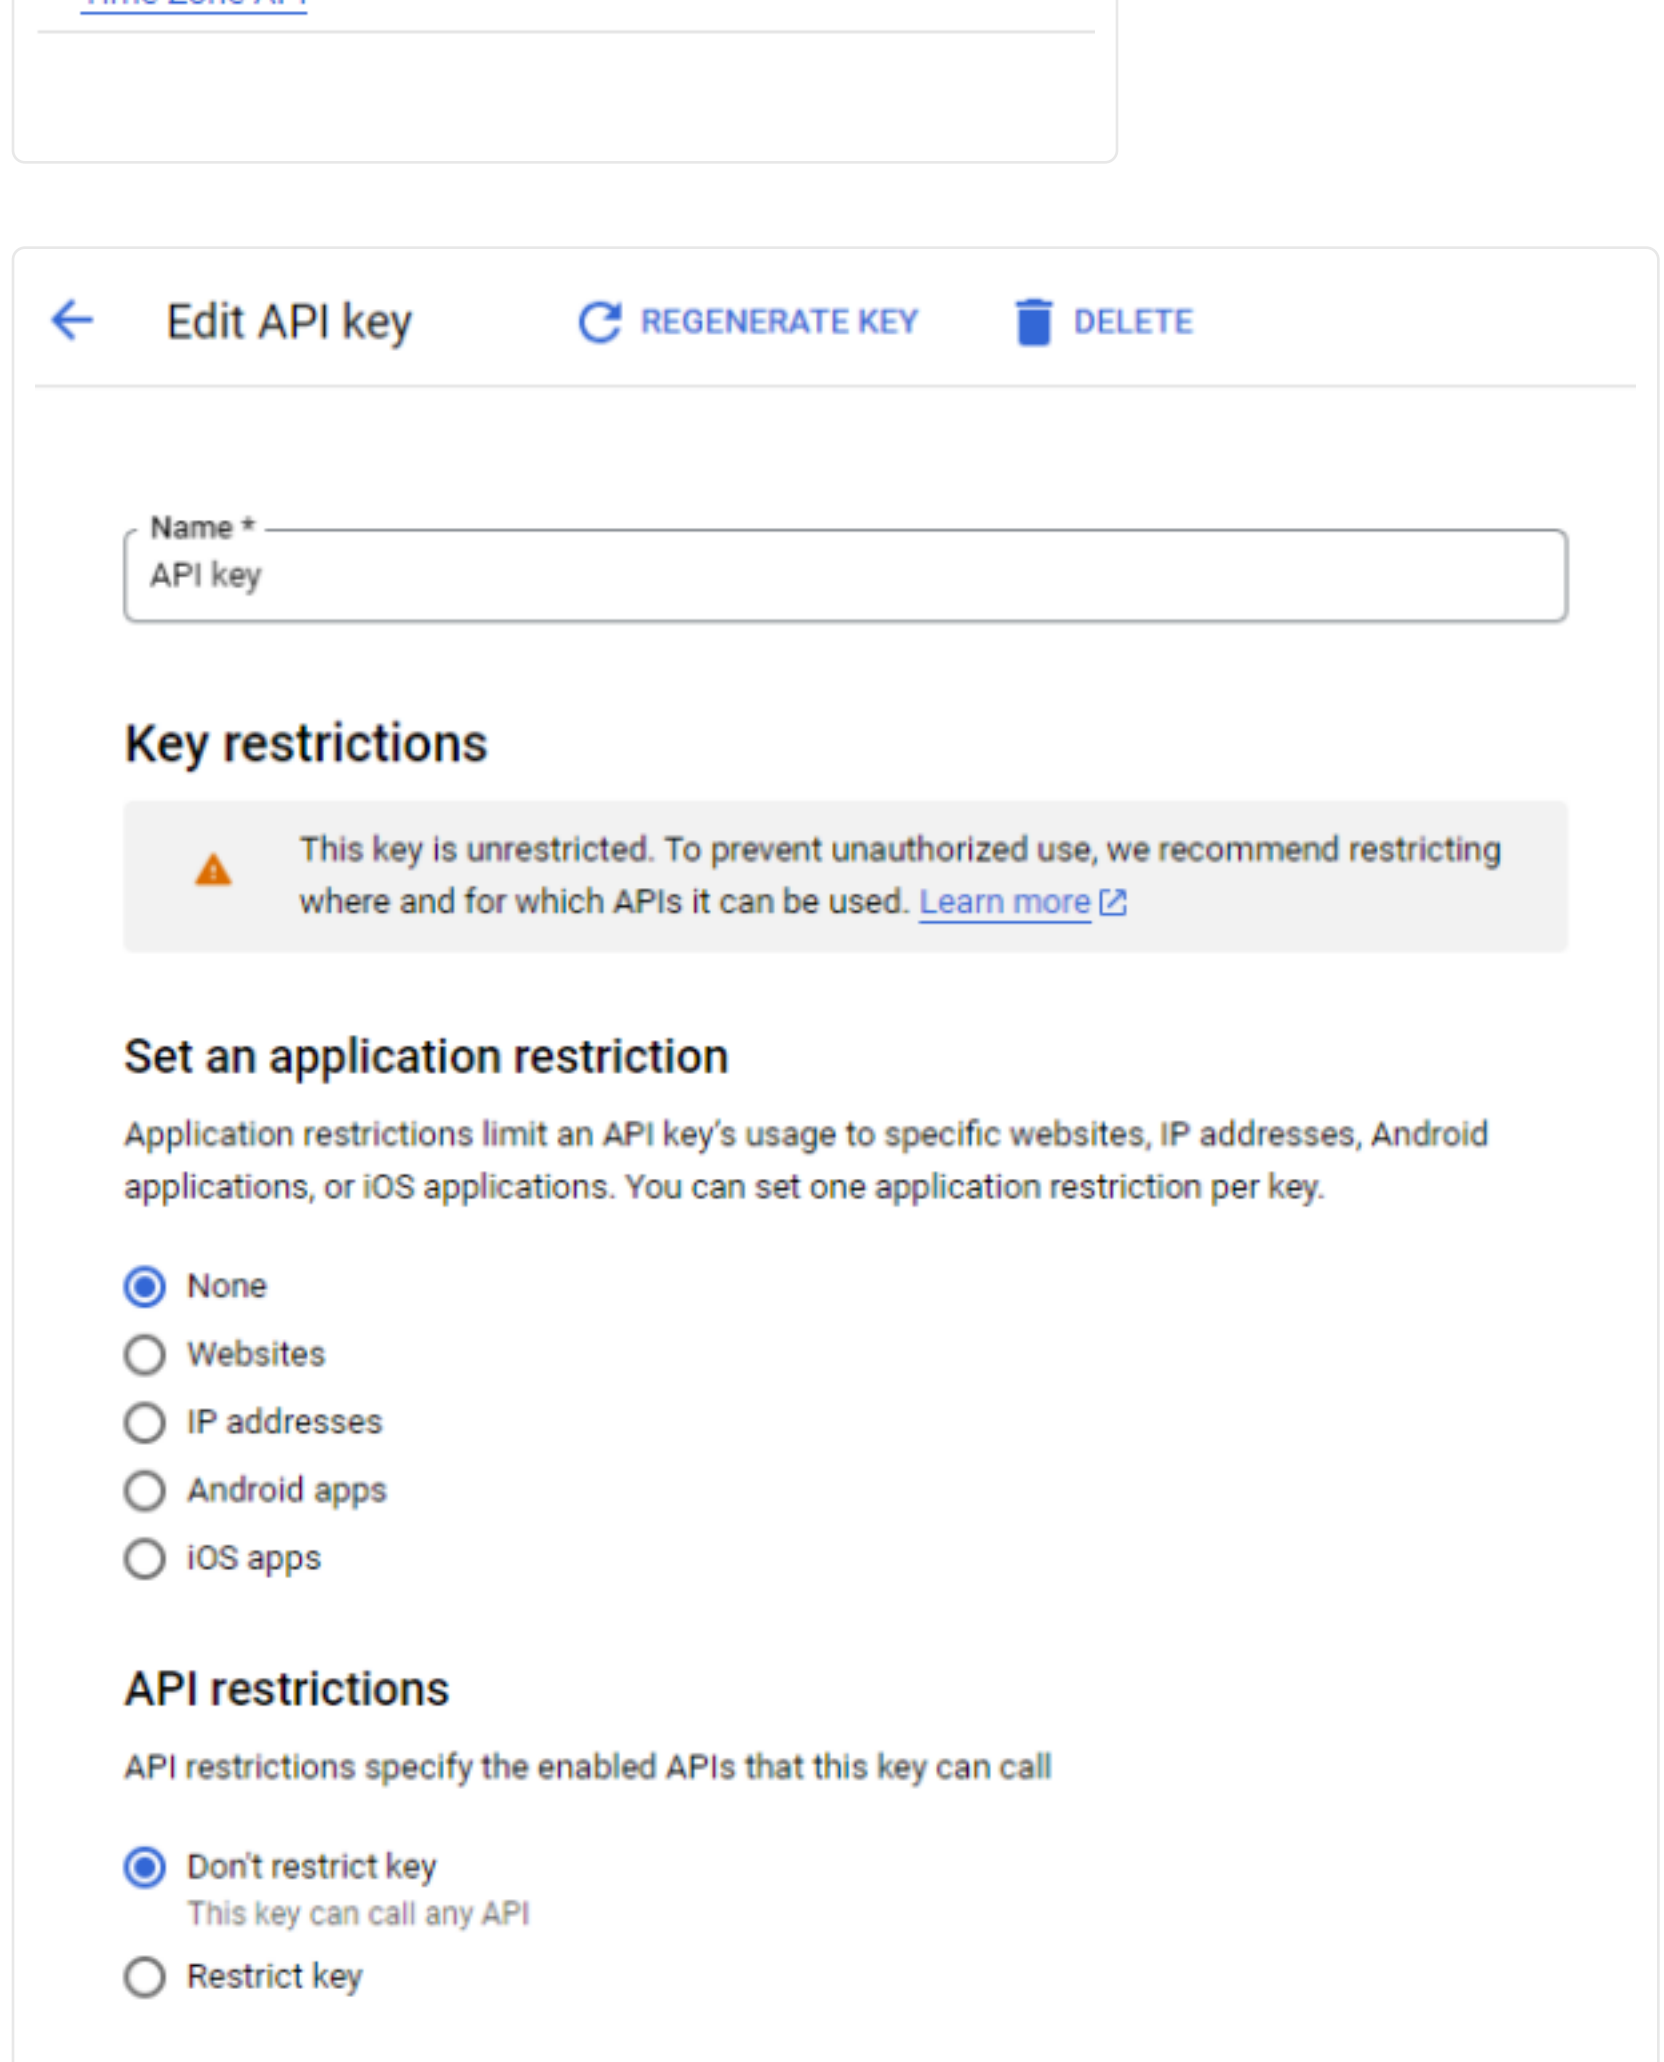 Time Zone API
Edit API key
REGENERATE KEY
DELETE
Name *
API key
Key restrictions
This key is unrestricted. To prevent unauthorized use, we recommend restricting
where and for which APIs it can be used. Learn more
Set an application restriction
Application restrictions limit an API key's usage to specific websites, IP addresses, Android
applications, or iOS applications. You can set one application restriction per key.
None
Websites
IP addresses
Android apps
iOS apps
API restrictions
API restrictions specify the enabled APIs that this key can call
Don't restrict key
This key can call any API
Restrict key